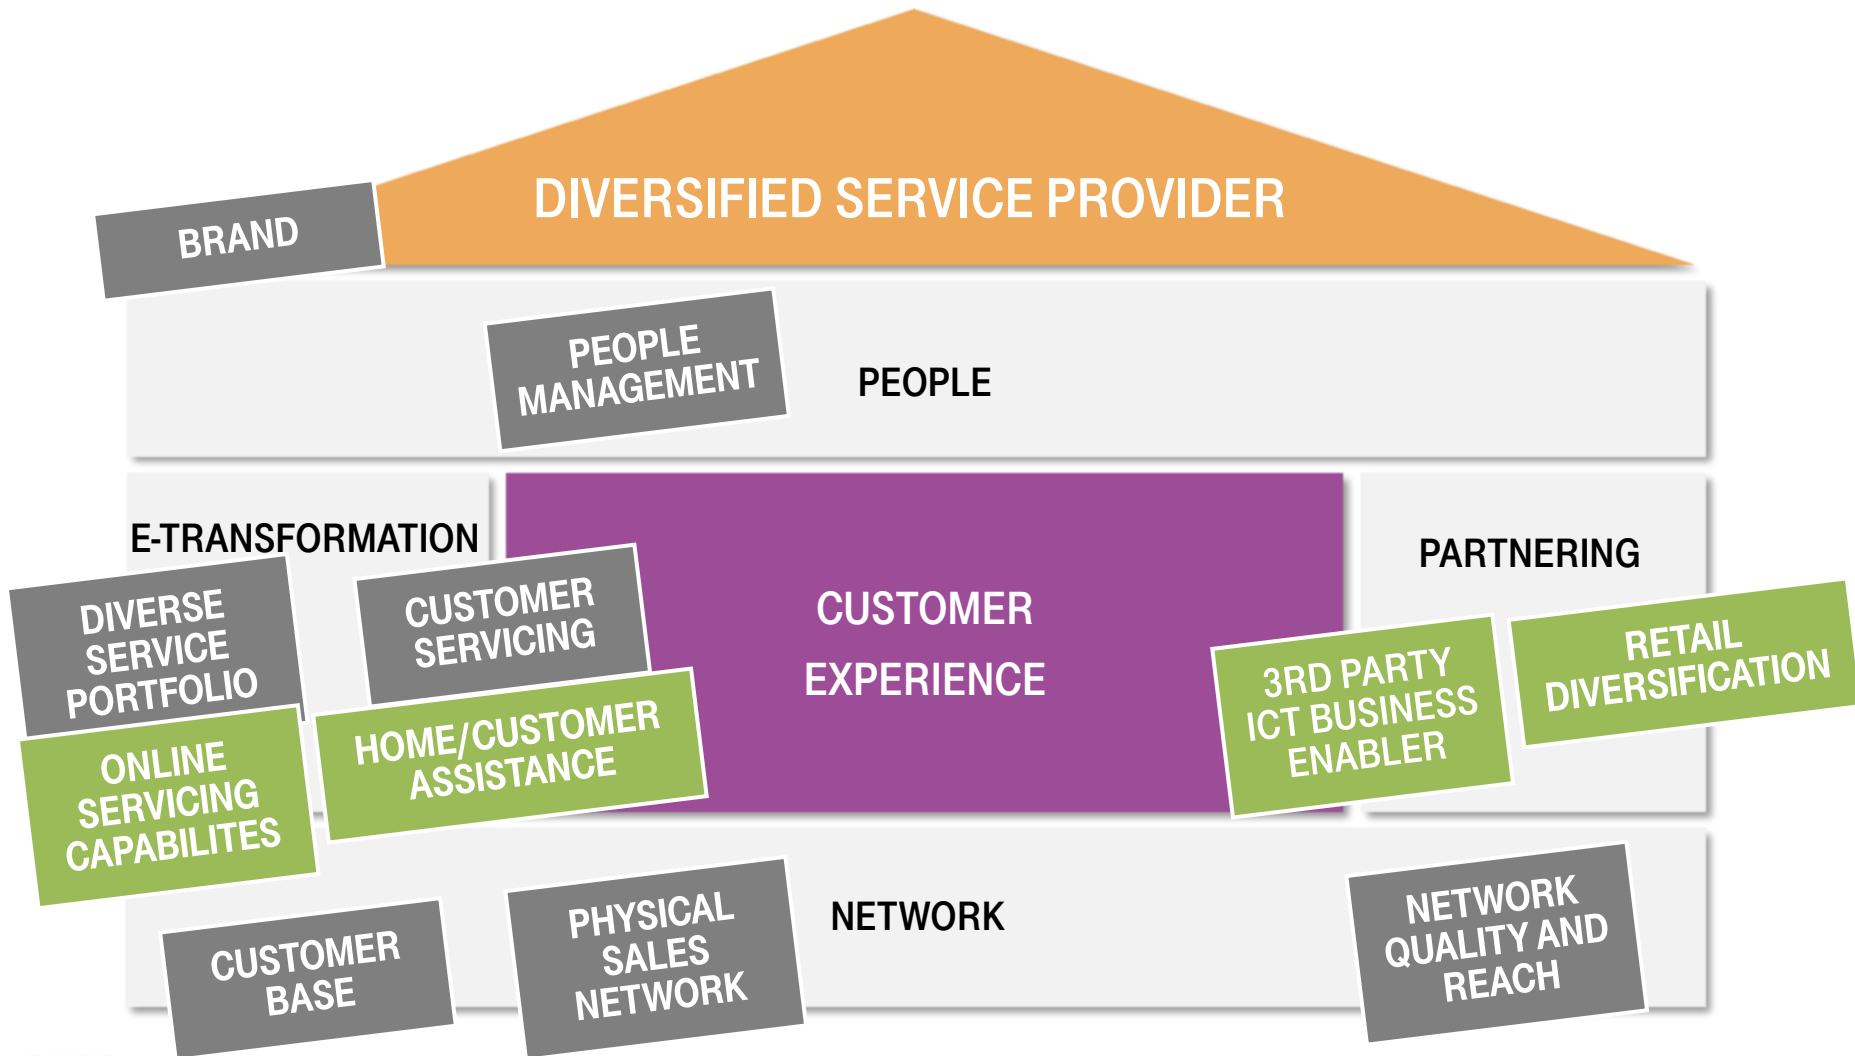 DIVERSIFIED SERVICE PROVIDER
BRAND
PEOPLE
MANAGEMENT
PEOPLE
E-TRANSFORMATION
DIVERSE
SERVICE
PORTFOLIO
CUSTOMER
SERVICING
ONLINE
SERVICING
CAPABILITES
HOME/CUSTOMER
ASSISTANCE
CUSTOMER
EXPERIENCE
PARTNERING
3RD PARTY
ICT BUSINESS
ENABLER
RETAIL
DIVERSIFICATION
CUSTOMER
BASE
PHYSICAL
SALES
NETWORK
NETWORK
NETWORK
QUALITY AND
REACH